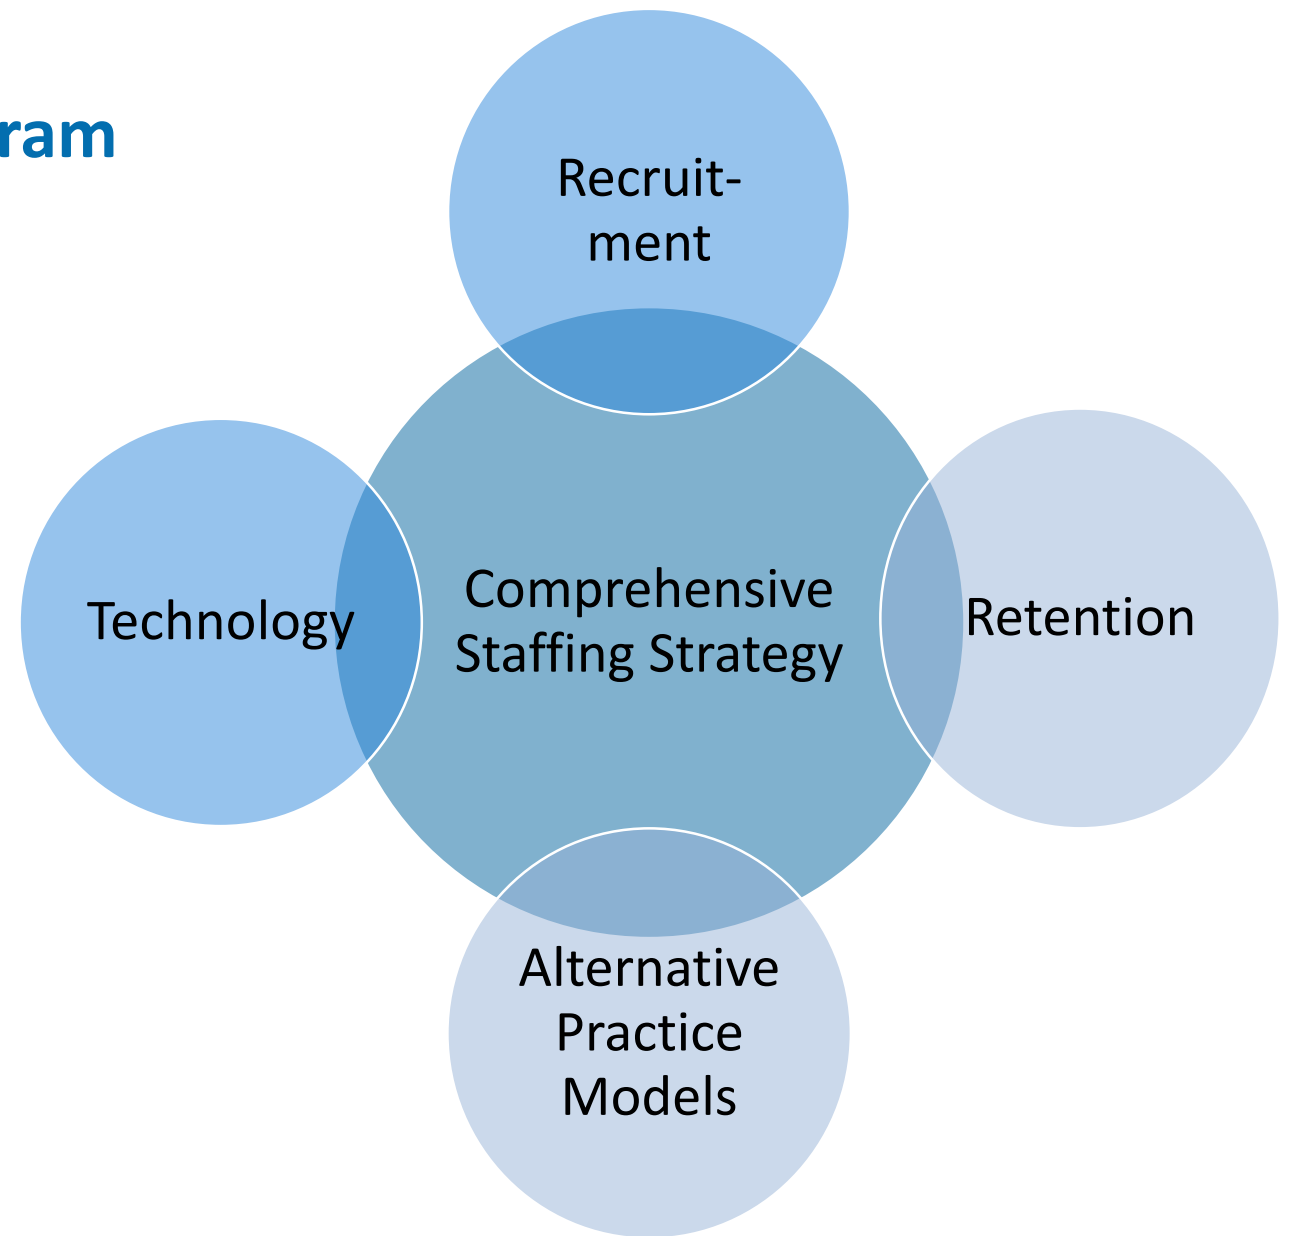 ram
Recruit-
ment
Technology
Comprehensive
Staffing Strategy
Retention
Alternative
Practice
Models